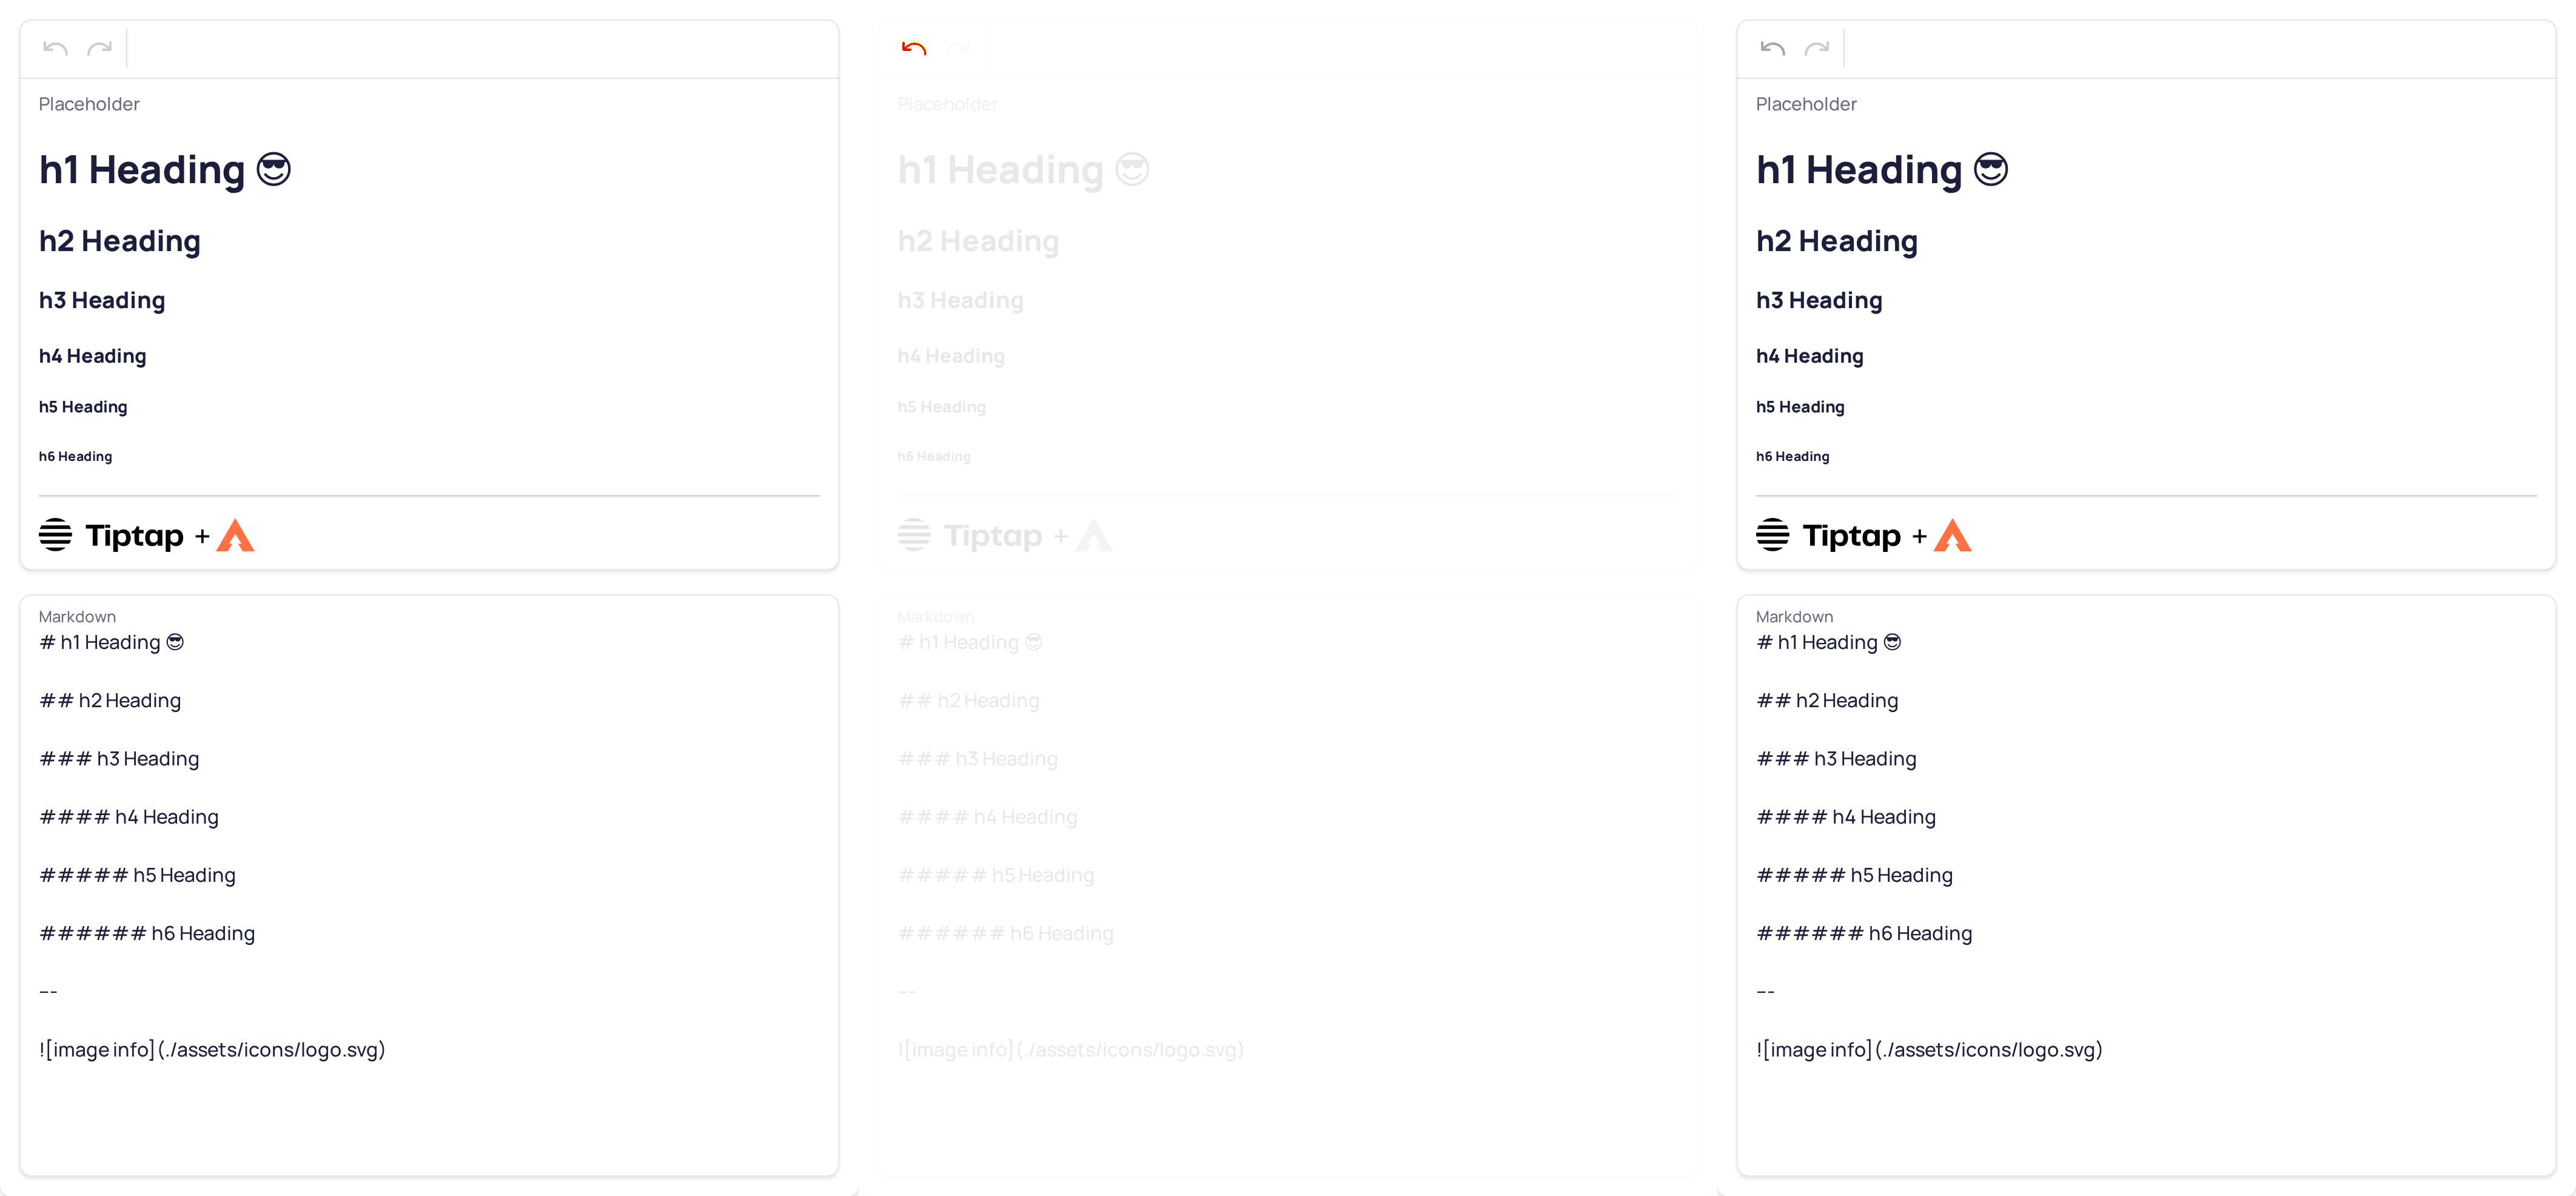 Placeholder
h1 Heading 😎
h2 Heading
h3 Heading
h4 Heading
h5 Heading
h6 Heading
Tiptap +
Markdown
# h1 Heading 😎
## h2 Heading
### h3 Heading
#### h4 Heading
##### h5 Heading
###### h6 Heading
--
![image info](./assets/icons/logo.svg)
Placeholder
h1 Heading 😎
h2 Heading
h3 Heading
h4 Heading
h5 Heading
h6 Heading
Tiptap +
Markdown
# h1 Heading 😎
## h2 Heading
### h3 Heading
#### h4 Heading
##### h5 Heading
###### h6 Heading
--
![image info](./assets/icons/logo.svg)
Placeholder
h1 Heading 😎
h2 Heading
h3 Heading
h4 Heading
h5 Heading
h6 Heading
Tiptap +
Markdown
# h1 Heading 😎
## h2 Heading
### h3 Heading
#### h4 Heading
##### h5 Heading
###### h6 Heading
--
![image info](./assets/icons/logo.svg)